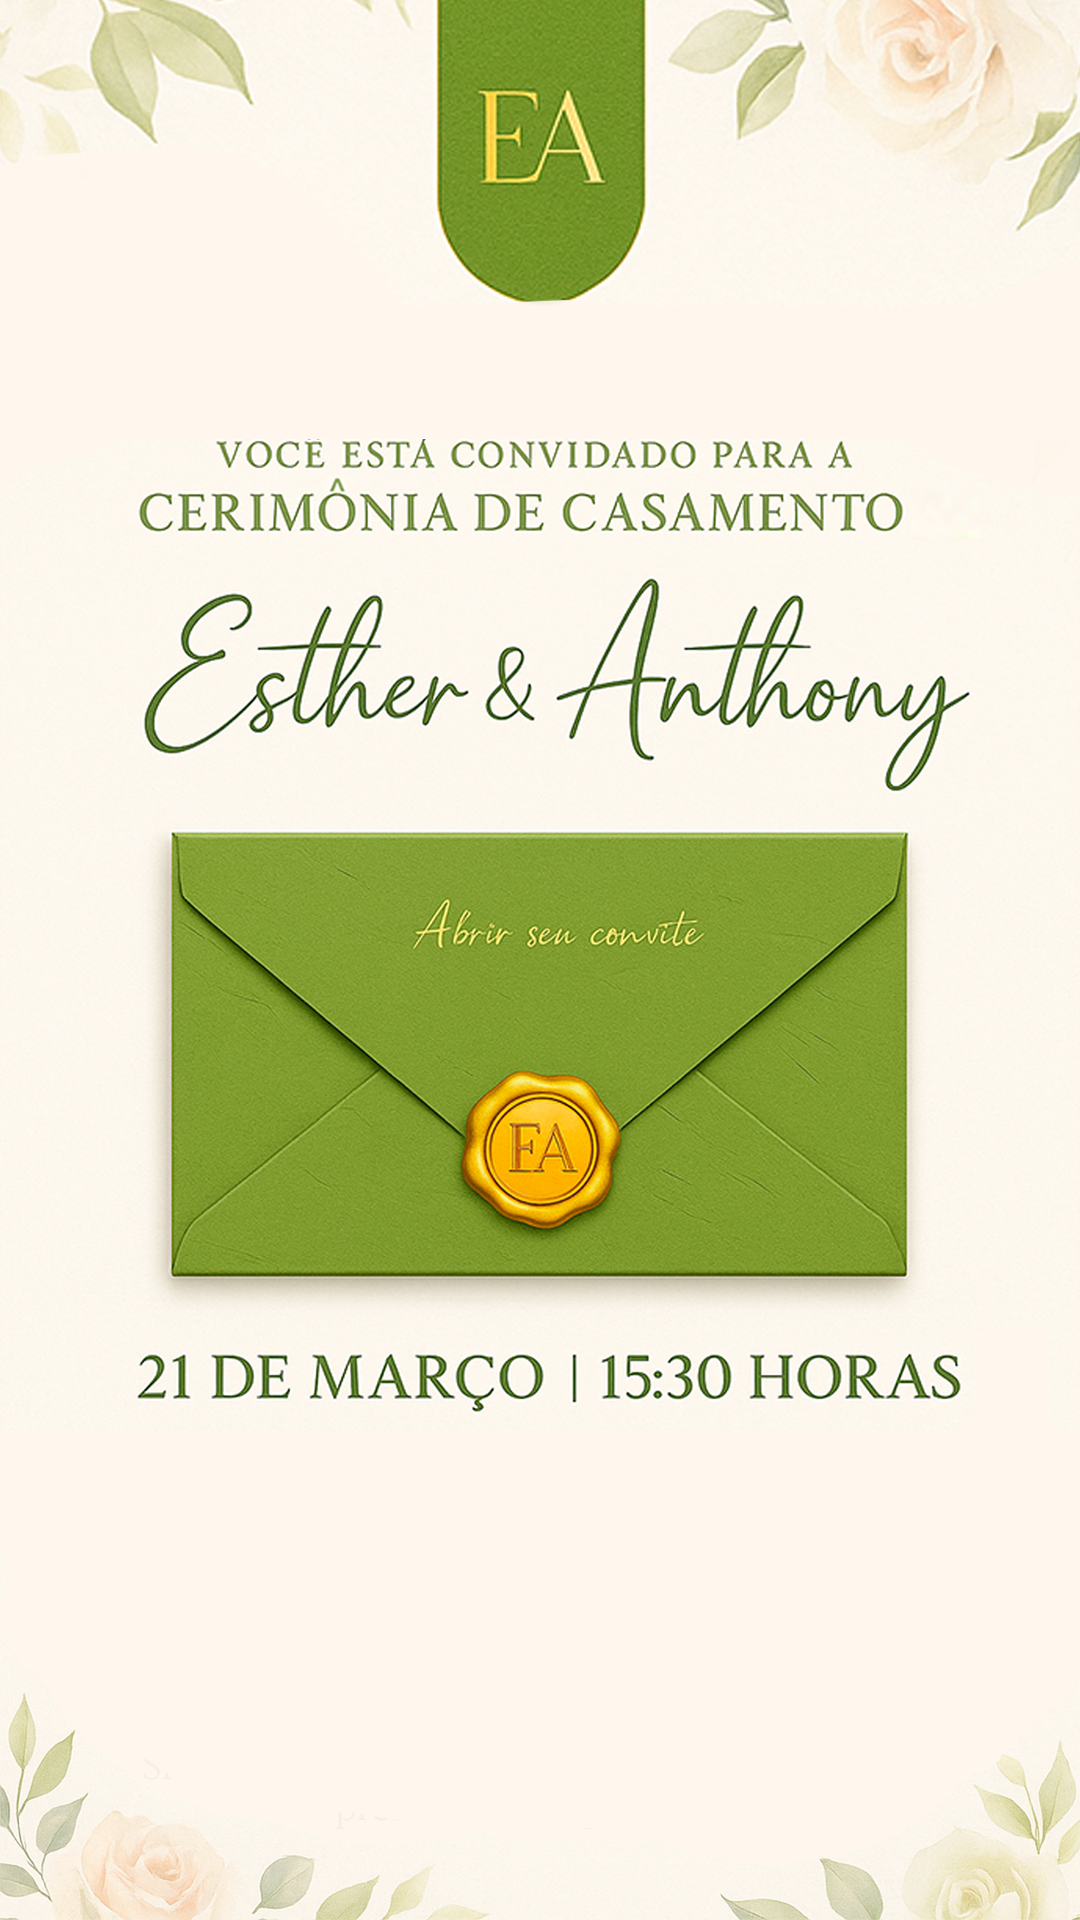 EA
VOCÊ ESTÁ CONVIDADO PARA A
CERIMÔNIA DE CASAMENTO
Esther & Anthony
Abrir seu convite
EA
21 DE MARÇO | 15:30 HORAS